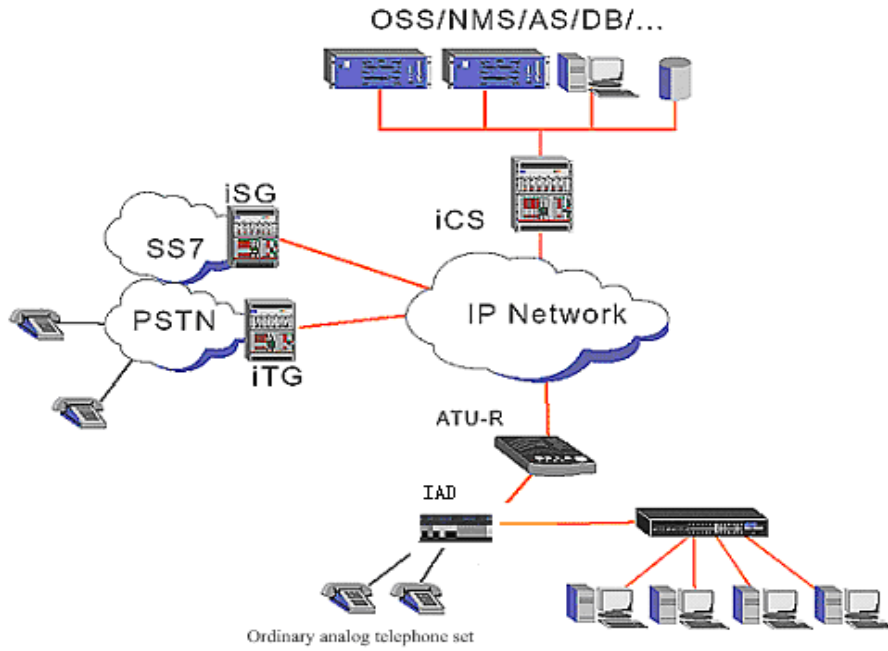 OSS/NMS/AS/DB/...
iSG
iCS
SS7
IP Network
PSTN
iTG
ATU-R
IAD
Ordinary analog telephone set